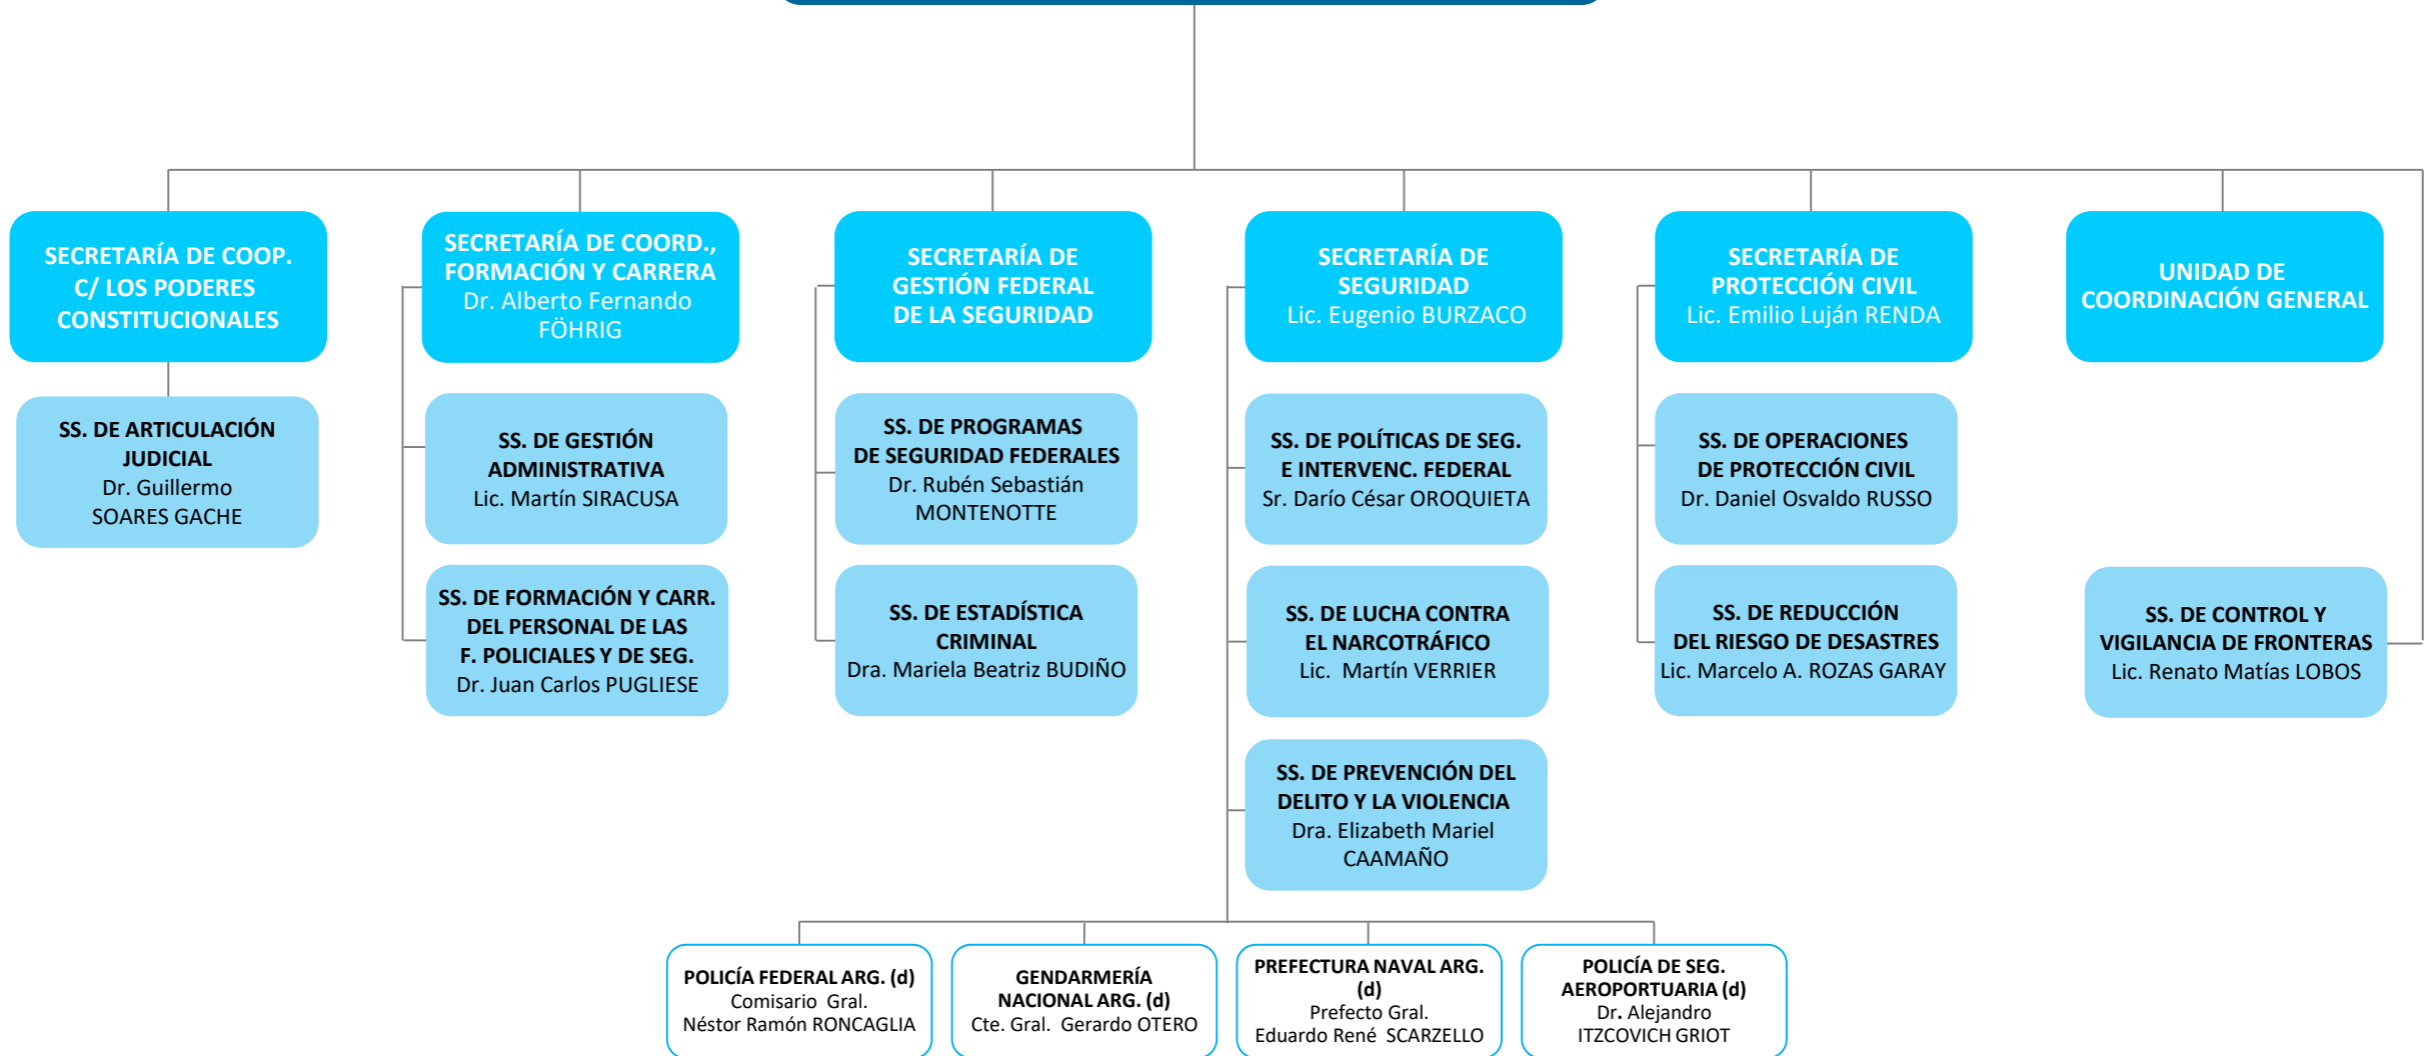 SECRETARÍA DE COOP.
C/ LOS PODERES
CONSTITUCIONALES
SECRETARÍA DE COORD.,
FORMACIÓN Y CARRERA
Dr. Alberto Fernando
FÖHRIG
SECRETARÍA DE
GESTIÓN FEDERAL
DE LA SEGURIDAD
SECRETARÍA DE
SEGURIDAD
Lic. Eugenio BURZACO
SECRETARÍA DE
PROTECCIÓN CIVIL
Lic. Emilio Luján RENDA
UNIDAD DE
COORDINACIÓN GENERAL
SS. DE ARTICULACIÓN
JUDICIAL
Dr. Guillermo
SOARES GACHE
SS. DE GESTIÓN
ADMINISTRATIVA
Lic. Martín SIRACUSA
SS. DE PROGRAMAS
DE SEGURIDAD FEDERALES
Dr. Rubén Sebastián
MONTENOTTE
SS. DE POLÍTICAS DE SEG.
E INTERVENC. FEDERAL
Sr. Darío César OROQUIETA
SS. DE OPERACIONES
DE PROTECCIÓN CIVIL
Dr. Daniel Osvaldo RUSSO
SS. DE FORMACIÓN Y CARR.
DEL PERSONAL DE LAS
F. POLICIALES Y DE SEG.
Dr. Juan Carlos PUGLIESE
SS. DE ESTADÍSTICA
CRIMINAL
Dra. Mariela Beatriz BUDIÑO
SS. DE LUCHA CONTRA
EL NARCOTRÁFICO
Lic. Martín VERRIER
SS. DE REDUCCIÓN
DEL RIESGO DE DESASTRES
Lic. Marcelo A. ROZAS GARAY
SS. DE CONTROL Y
VIGILANCIA DE FRONTERAS
Lic. Renato Matías LOBOS
SS. DE PREVENCIÓN DEL
DELITO Y LA VIOLENCIA
Dra. Elizabeth Mariel
CAAMAÑO
POLICÍA FEDERAL ARG. (d)
Comisario Gral.
Néstor Ramón RONCAGLIA
GENDARMERÍA
NACIONAL ARG. (d)
Cte. Gral. Gerardo OTERO
PREFECTURA NAVAL ARG.
(d)
Prefecto Gral.
Eduardo René SCARZELLO
POLICÍA DE SEG.
AEROPORTUARIA (d)
Dr. Alejandro
ITZCOVICH GRIOT